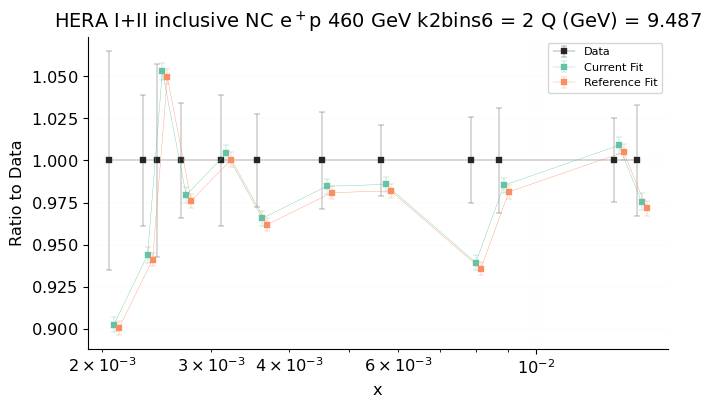 HERA I+II inclusive NC e⁺p 460 GeV k2bins6 = 2 Q (GeV) = 9.487
Data
Current Fit
Reference Fit
Ratio to Data
1.050
1.025
1.000
0.975
0.950
0.925
0.900
2 × 10⁻³
3 × 10⁻³
4 × 10⁻³
6 × 10⁻³
10⁻²
x